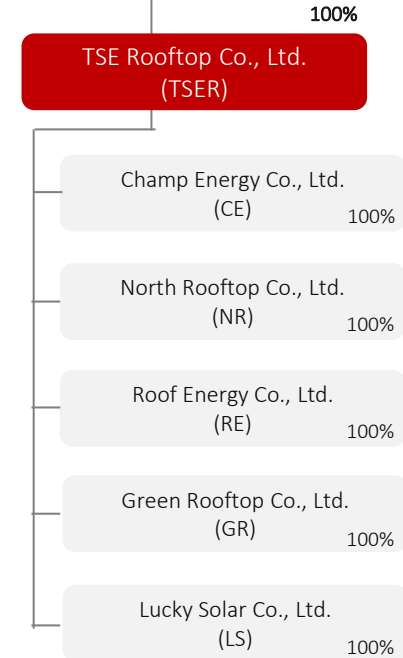 100%
TSE Rooftop Co., Ltd.
(TSER)
Champ Energy Co., Ltd.
(CE)
100%
North Rooftop Co., Ltd.
(NR)
100%
Roof Energy Co., Ltd.
(RE)
100%
Green Rooftop Co., Ltd.
(GR)
100%
Lucky Solar Co., Ltd.
(LS)
100%